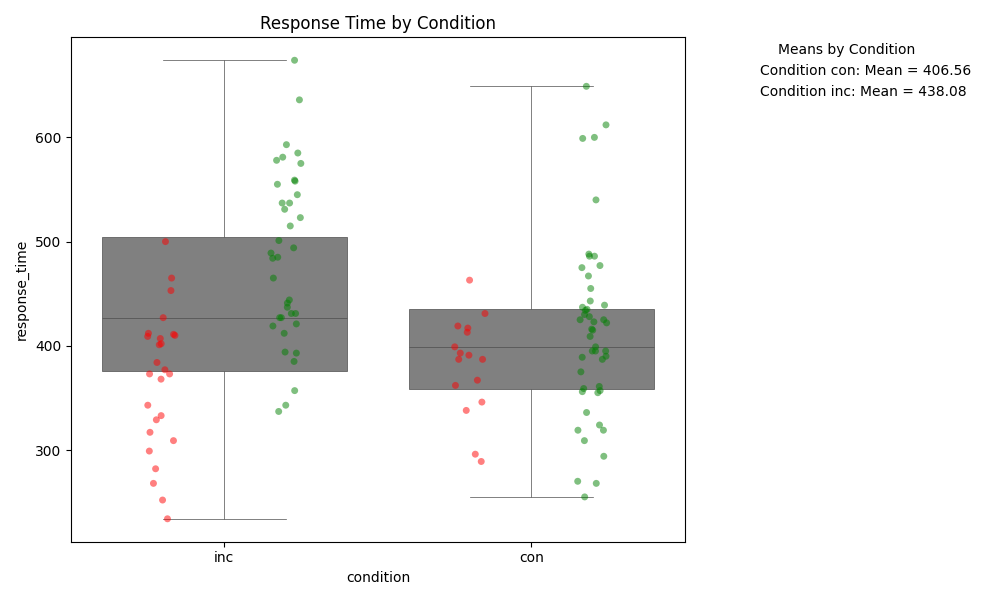 Response Time by Condition
Means by Condition
Condition con: Mean = 406.56
Condition inc: Mean = 438.08
response_time
600
500
400
300
inc con
condition